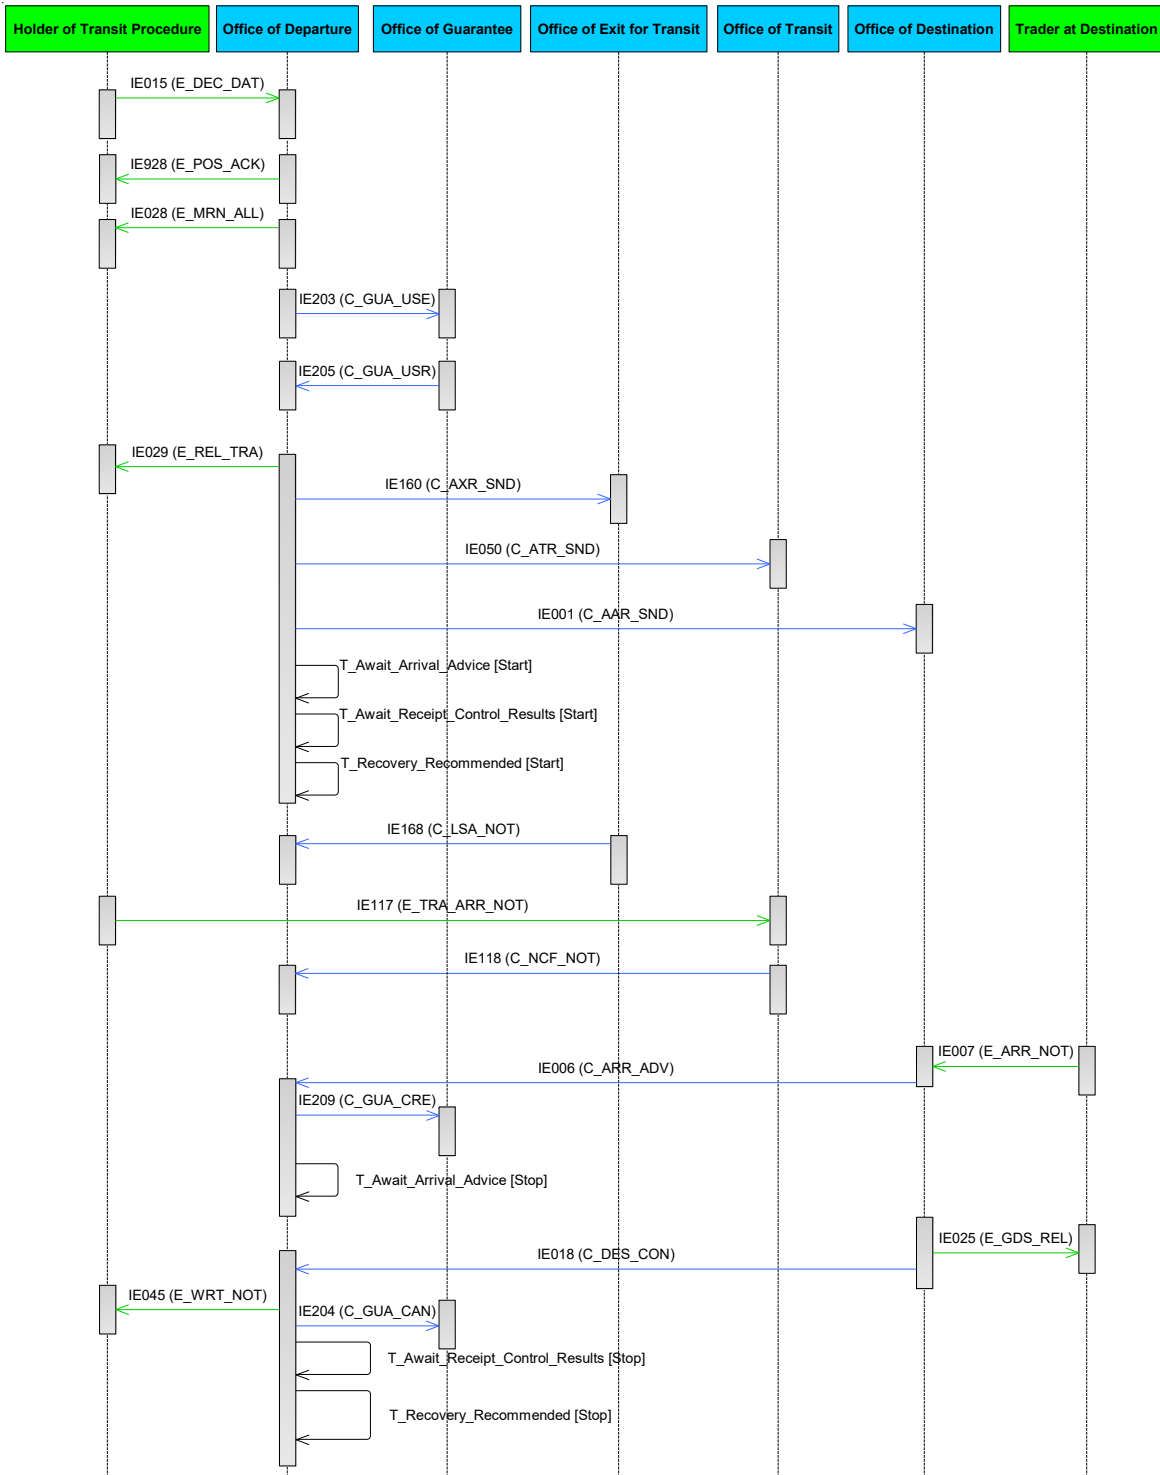 Holder of Transit Procedure
Office of Departure
Office of Guarantee
Office of Exit for Transit
Office of Transit
Office of Destination
Trader at Destination
IE015 (E_DEC_DAT)
IE928 (E_POS_ACK)
IE028 (E_MRN_ALL)
IE203 (C_GUA_USE)
IE205 (C_GUA_USR)
IE029 (E_REL_TRA)
IE160 (C_AXR_SND)
IE050 (C_ATR_SND)
IE001 (C_AAR_SND)
T_Await_Arrival_Advice [Start]
T_Await_Receipt_Control_Results [Start]
T_Recovery_Recommended [Start]
IE168 (C_LSA_NOT)
IE117 (E_TRA_ARR_NOT)
IE118 (C_NCF_NOT)
IE007 (E_ARR_NOT)
IE006 (C_ARR_ADV)
IE209 (C_GUA_CRE)
T_Await_Arrival_Advice [Stop]
IE025 (E_GDS_REL)
IE018 (C_DES_CON)
IE045 (E_WRT_NOT)
IE204 (C_GUA_CAN)
T_Await_Receipt_Control_Results [Stop]
T_Recovery_Recommended [Stop]